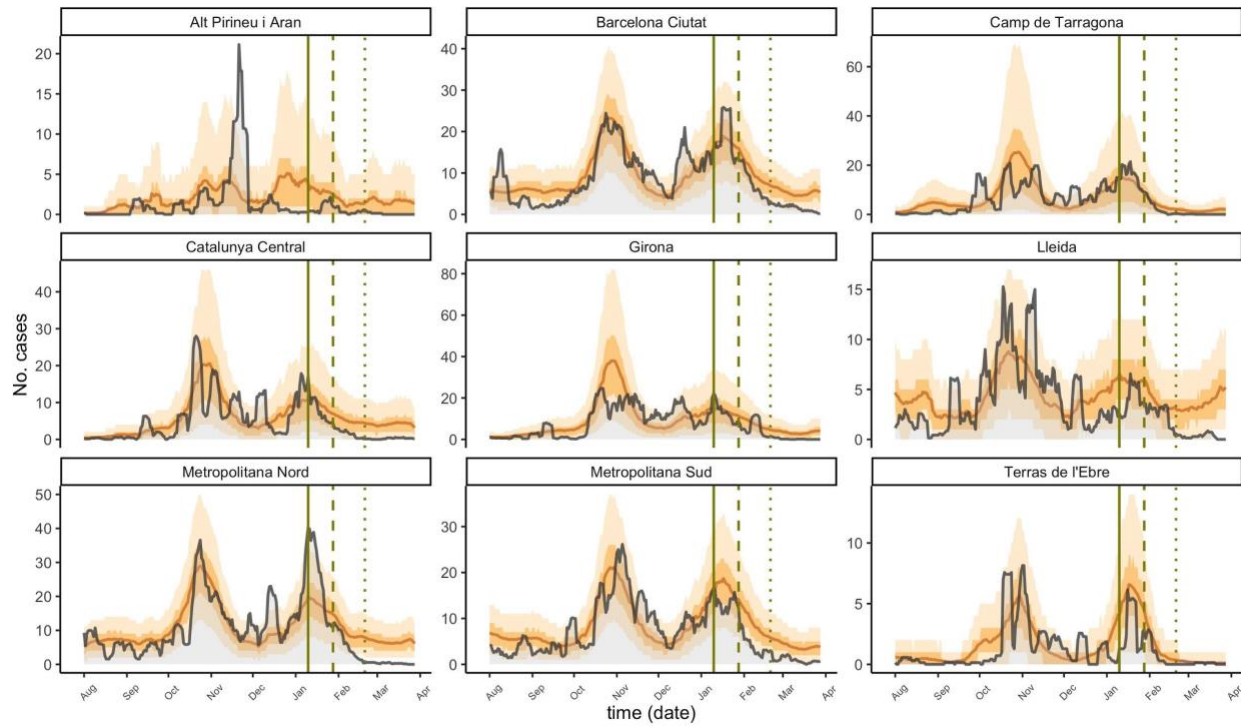 Alt Pirineu i Aran
Barcelona Ciutat
Camp de Tarragona
20
15
10
5
0
40
30
20
10
0
60
40
20
0
Catalunya Central
Girona
Lleida
No. cases
40
30
20
10
0
80
60
40
20
0
15
10
5
0
Metropolitana Nord
Metropolitana Sud
Terras de l'Ebre
50
40
30
20
10
0
30
20
10
0
10
5
0
Aug Sep Oct Nov Dec Jan Feb Mar Apr
Aug Sep Oct Nov Dec Jan Feb Mar Apr
Aug Sep Oct Nov Dec Jan Feb Mar Apr
time (date)